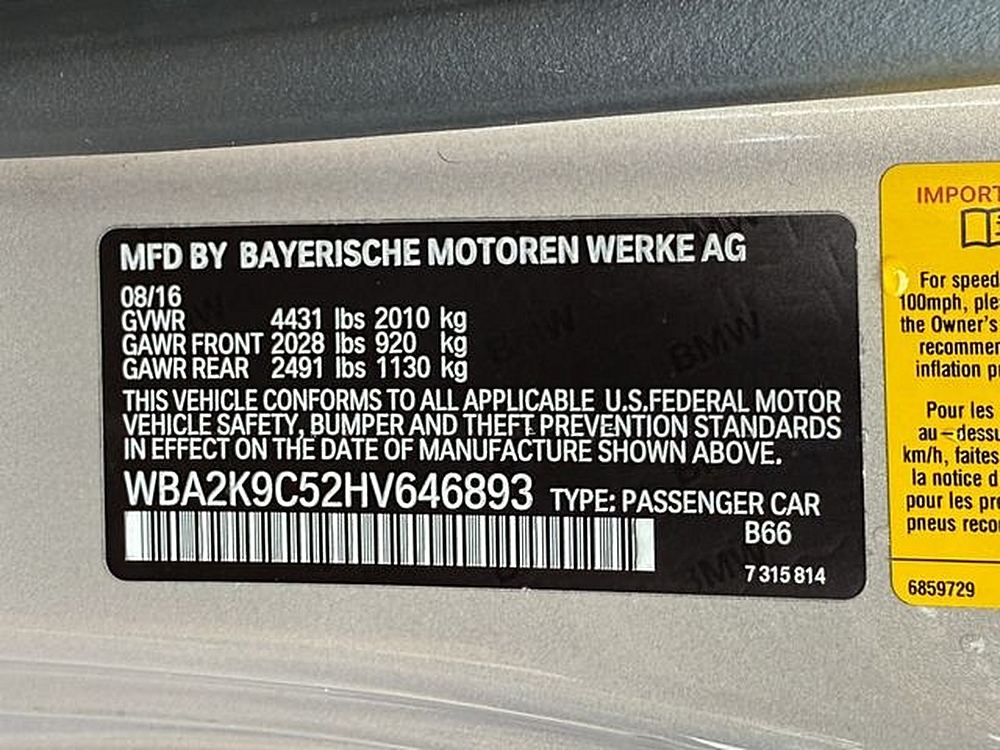 MFD BY BAYERISCHE MOTOREN WERKE AG
08/16
GVWR 4431 lbs 2010 kg
GAWR FRONT 2028 lbs 920 kg
GAWR REAR 2491 lbs 1130 kg
THIS VEHICLE CONFORMS TO ALL APPLICABLE U.S.FEDERAL MOTOR
VEHICLE SAFETY, BUMPER AND THEFT PREVENTION STANDARDS
IN EFFECT ON THE DATE OF MANUFACTURE SHOWN ABOVE.
WBA2K9C52HV646893 TYPE: PASSENGER CAR
B66
7 315 814
BMW
BMW
BMW
IMPORT
For speed
100mph, ple
the Owner's
recommen
inflation p
Pour les
au-dessu
km/h, faites
la notice d
pour les pr
pneus reco
6859729